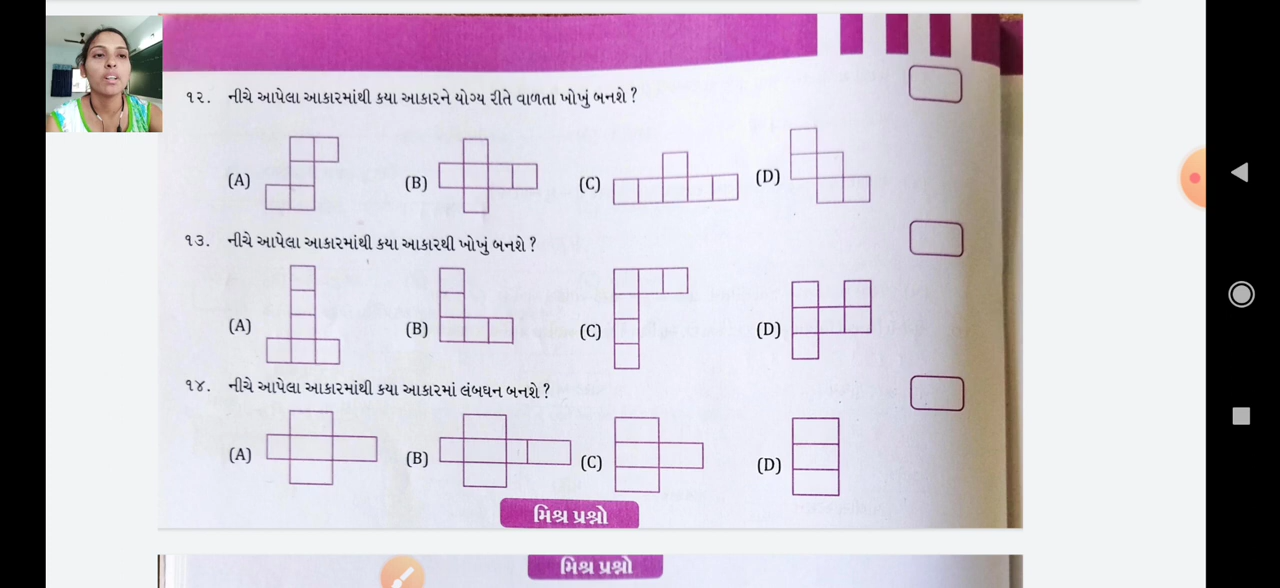 ૧૨. નીચે આપેલા આકારમાંથી કયા આકારને યોગ્ય રીતે વાળતા ખોખું બનશે ?
(A) (B) (C) (D)
૧૩. નીચે આપેલા આકારમાંથી કયા આકારથી ખોખું બનશે ?
(A) (B) (C) (D)
૧૪. નીચે આપેલા આકારમાંથી કયા આકારમાં લંબઘન બનશે ?
(A) (B) (C) (D)
મિશ્ર પ્રશ્નો
મિશ્ર પ્રશ્નો